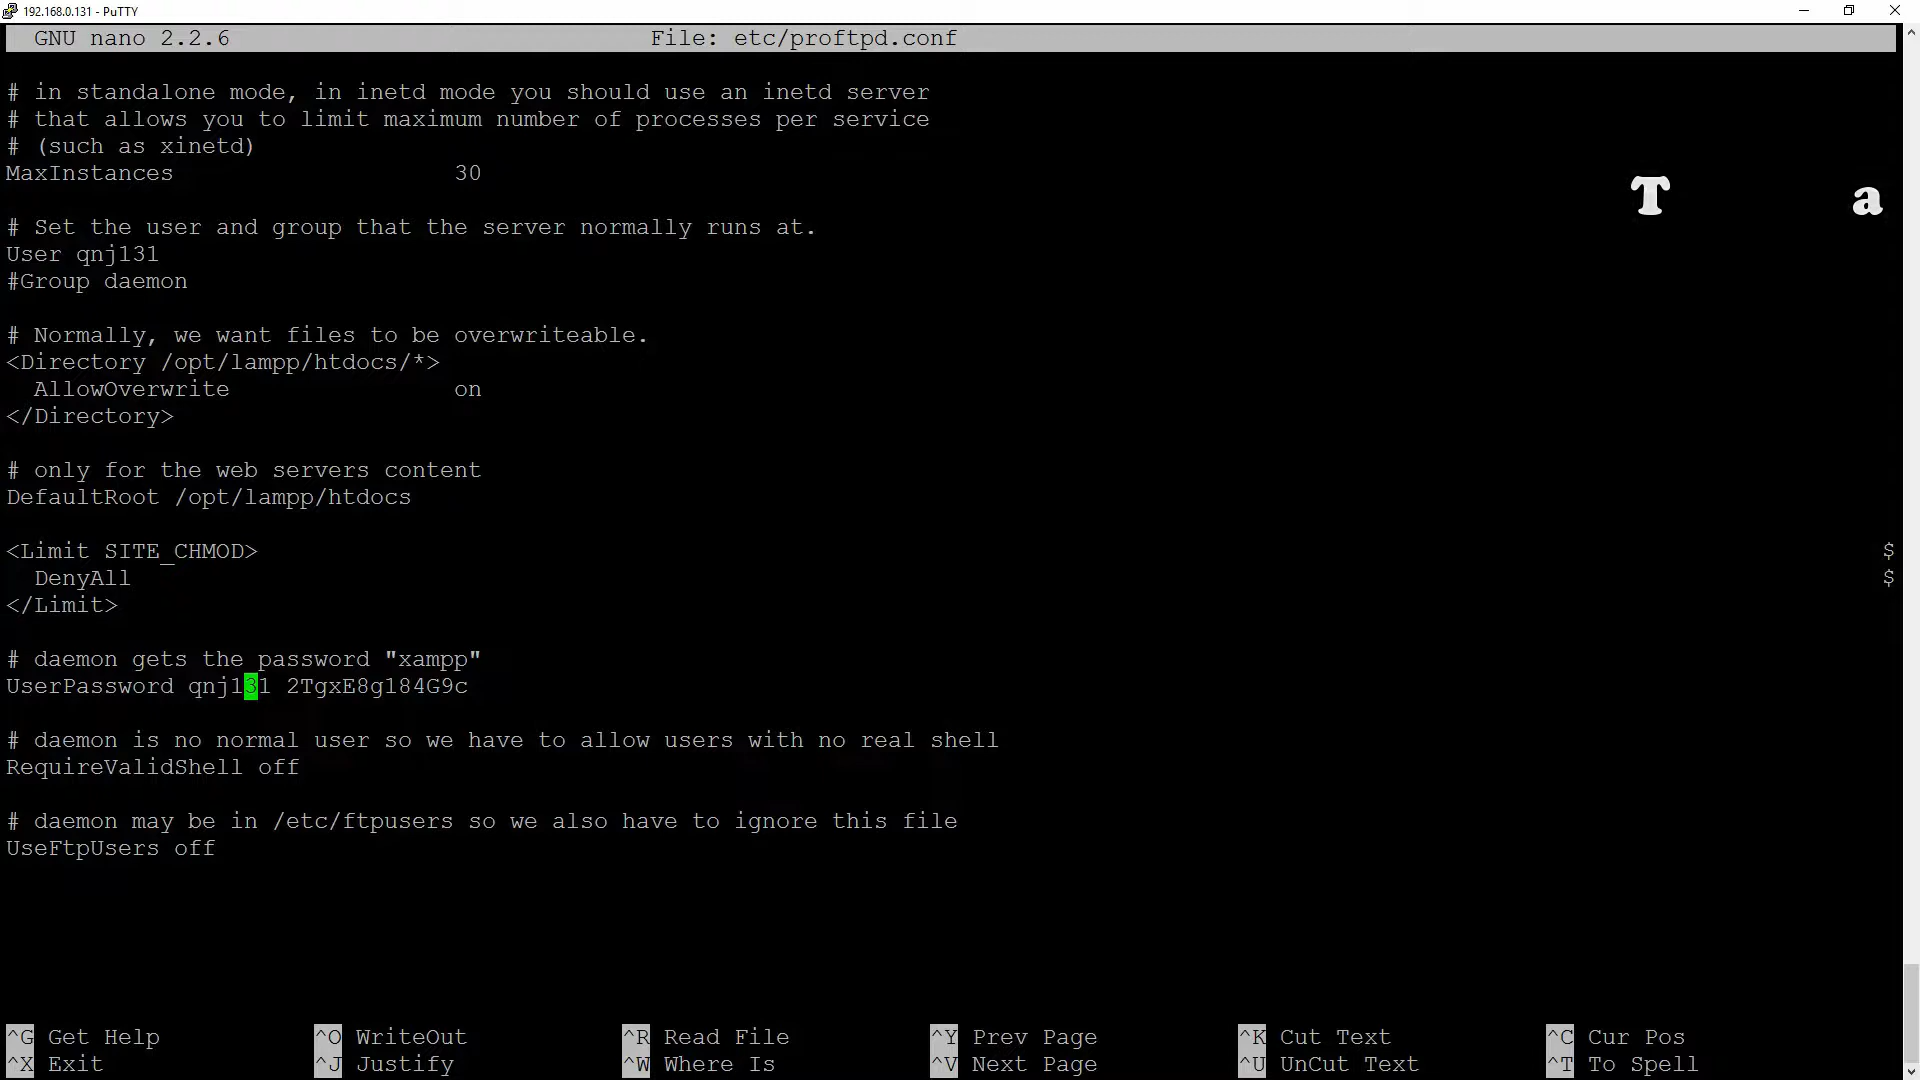 192.168.0.131 - PuTTY
GNU nano 2.2.6 File: etc/proftpd.conf
# in standalone mode, in inetd mode you should use an inetd server
# that allows you to limit maximum number of processes per service
# (such as xinetd)
MaxInstances 30
T a
# Set the user and group that the server normally runs at.
User qnj131
#Group daemon
# Normally, we want files to be overwriteable.
<Directory /opt/lampp/htdocs/*>
AllowOverwrite on
</Directory>
# only for the web servers content
DefaultRoot /opt/lampp/htdocs
<Limit SITE_CHMOD> $
DenyAll $
</Limit>
# daemon gets the password "xampp"
UserPassword qnj131 2TgxE8g184G9c
# daemon is no normal user so we have to allow users with no real shell
RequireValidShell off
# daemon may be in /etc/ftpusers so we also have to ignore this file
UseFtpUsers off
^G Get Help ^O WriteOut ^R Read File ^Y Prev Page ^K Cut Text ^C Cur Pos
^X Exit ^J Justify ^W Where Is ^V Next Page ^U UnCut Text ^T To Spell